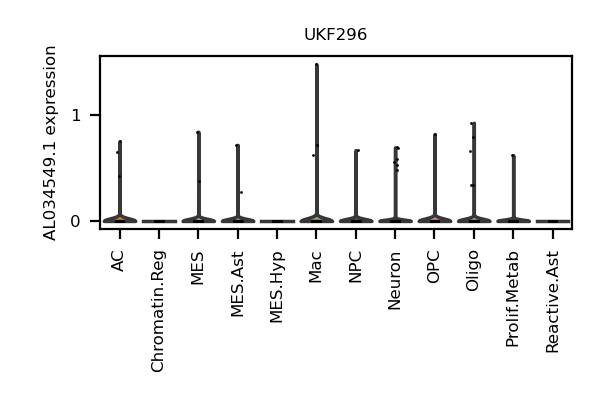 UKF296
AL034549.1 expression
1
0
AC
Chromatin.Reg
MES
MES.Ast
MES.Hyp
Mac
NPC
Neuron
OPC
Oligo
Prolif.Metab
Reactive.Ast